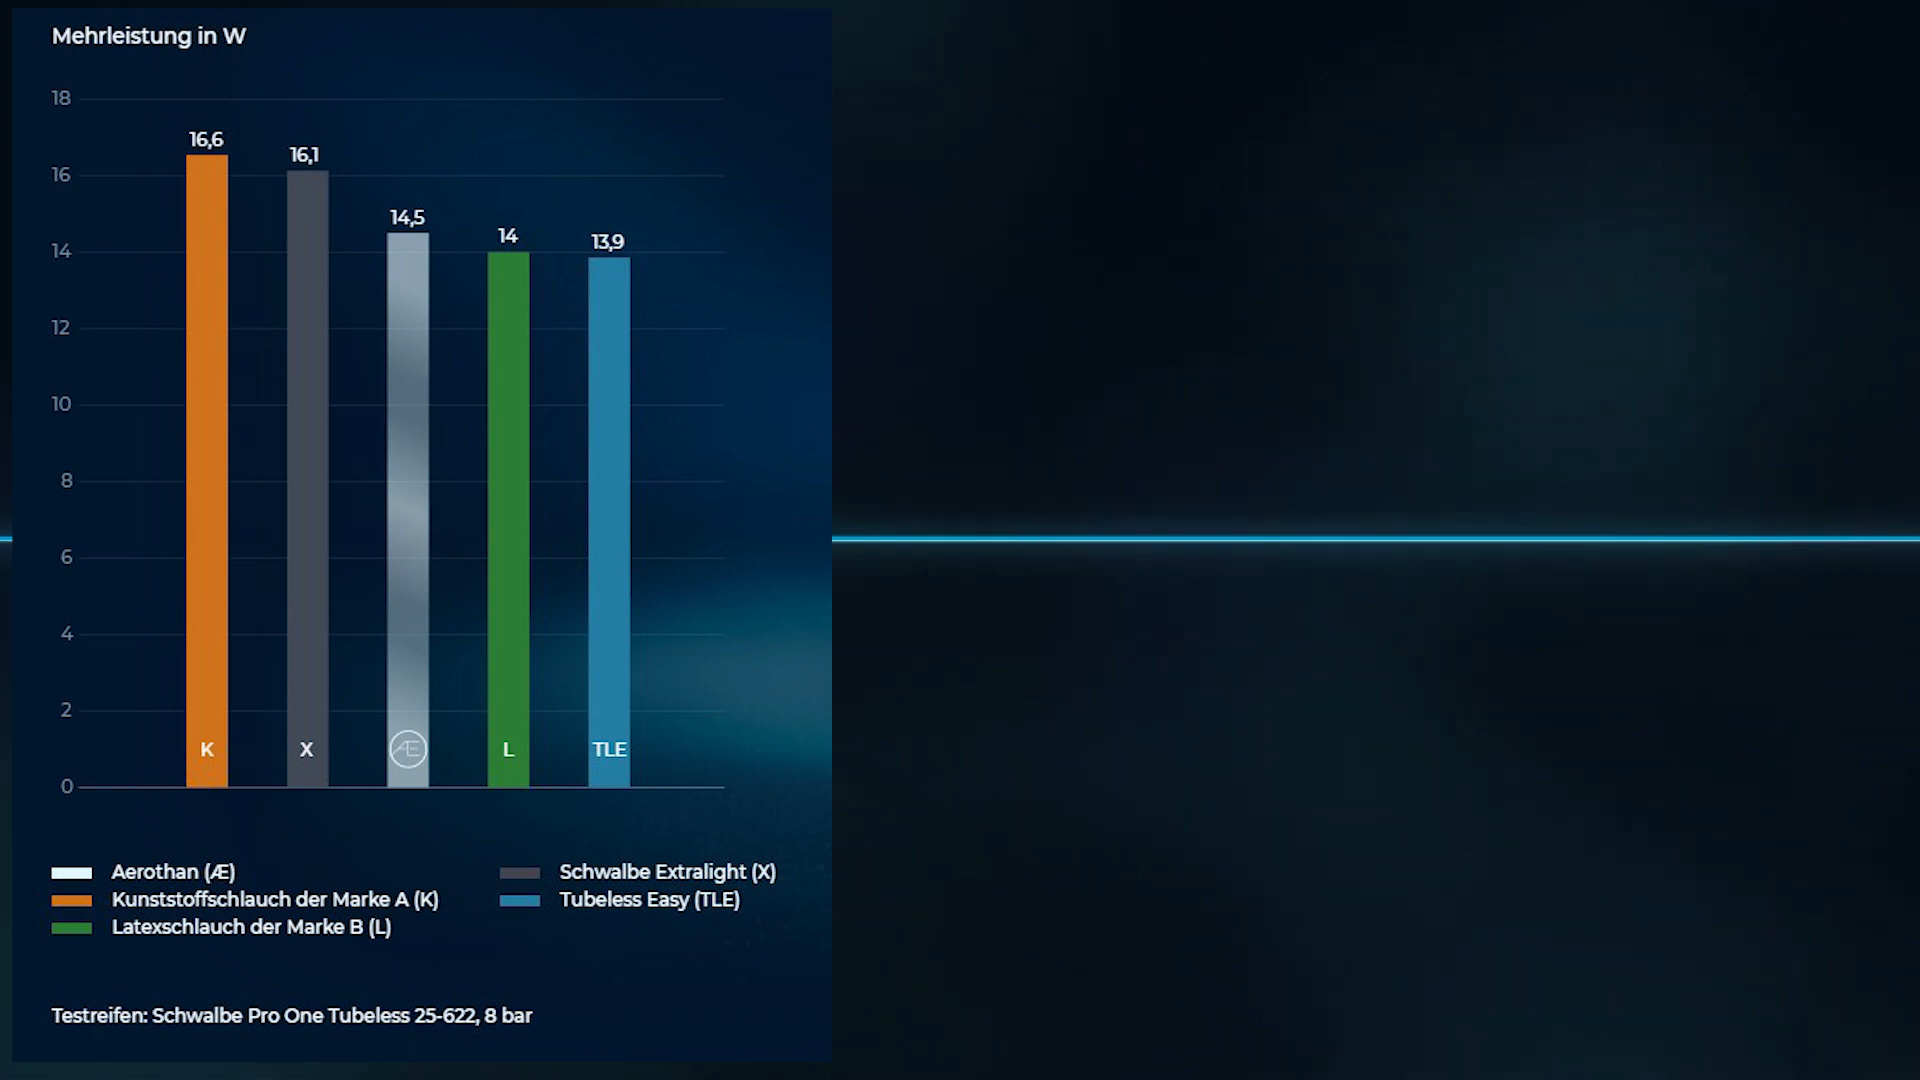 Mehrleistung in W
18
16
14
12
10
8
6
4
2
0
16,6
16,1
14,5
14
13,9
K
X
Æ
L
TLE
Aerothan (Æ)
Kunststoffschlauch der Marke A (K)
Latexschlauch der Marke B (L)
Schwalbe Extralight (X)
Tubeless Easy (TLE)
Testreifen: Schwalbe Pro One Tubeless 25-622, 8 bar